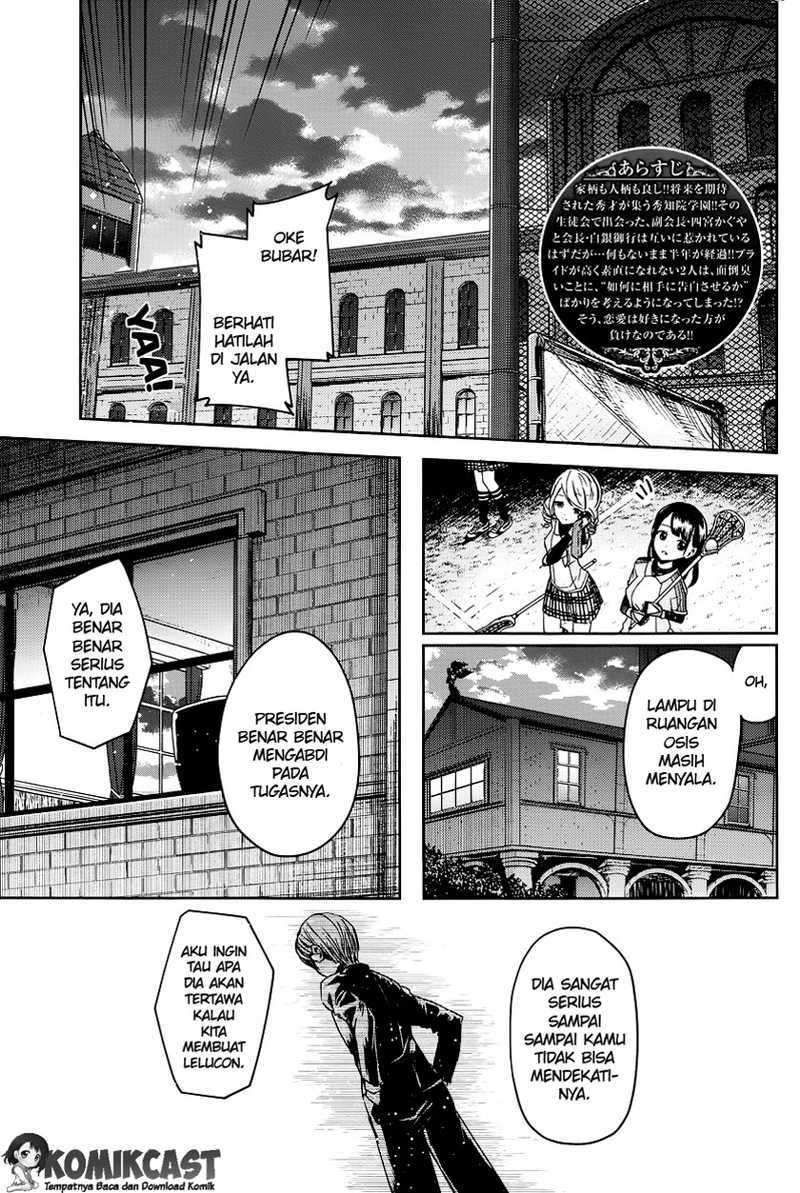 あらすじ
家柄も人柄も良し!!将来を期待
された秀才が集う秀知院学園!!その
生徒会で出会った、副会長・四宮かぐや
と会長・白銀御行は互いに惹かれている
はずだが…何もないまま半年が経過!!プライ
ドが高く素直になれない2人は、面倒臭
いことに、“如何に相手に告白させるか”
ばかりを考えるようになってしまった!?
そう、恋愛は好きになった方が
負けなのである!!
OKE
BUBAR!
BERHATI
HATILAH
DI JALAN
YA.
YAA!
OH,
LAMPU DI
RUANGAN
OSIS
MASIH
MENYALA.
PRESIDEN
BENAR BENAR
MENGABDI
PADA
TUGASNYA.
YA, DIA
BENAR
BENAR
SERIUS
TENTANG
ITU.
DIA SANGAT
SERIUS
SAMPAI
SAMPAI KAMU
TIDAK BISA
MENDEKATI-
NYA.
AKU INGIN
TAU APA
DIA AKAN
TERTAWA
KALAU
KITA
MEMBUAT
LELUCON.
KOMIKCAST
Tempatnya Baca dan Download Komik